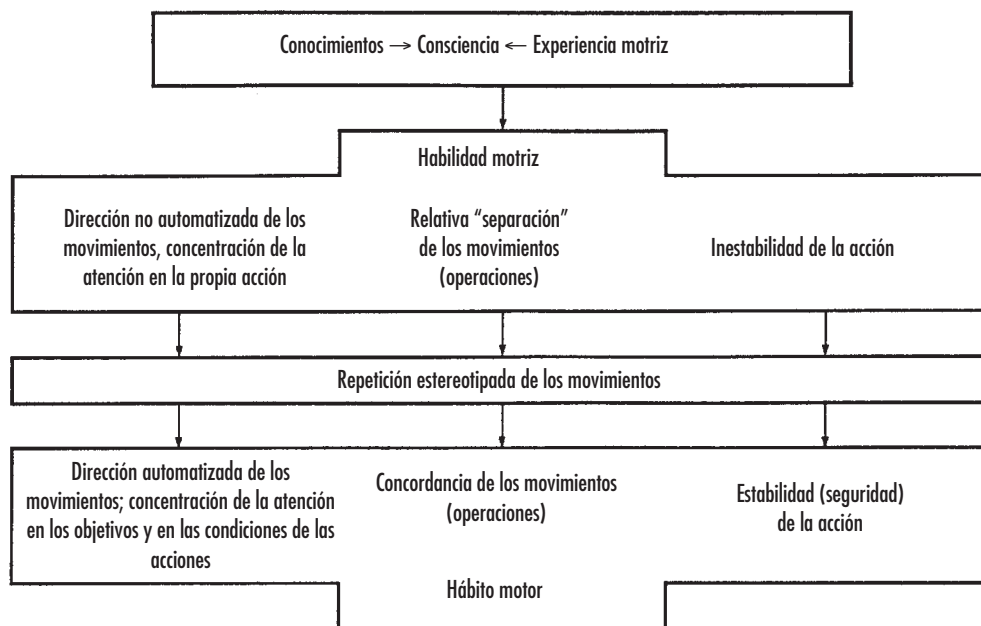 Conocimientos → Consciencia ← Experiencia motriz
Habilidad motriz
Dirección no automatizada de los
movimientos, concentración de la
atención en la propia acción
Relativa “separación”
de los movimientos
(operaciones)
Inestabilidad de la acción
Repetición estereotipada de los movimientos
Dirección automatizada de los
movimientos; concentración de la atención
en los objetivos y en las condiciones de las
acciones
Concordancia de los movimientos
(operaciones)
Estabilidad (seguridad)
de la acción
Hábito motor